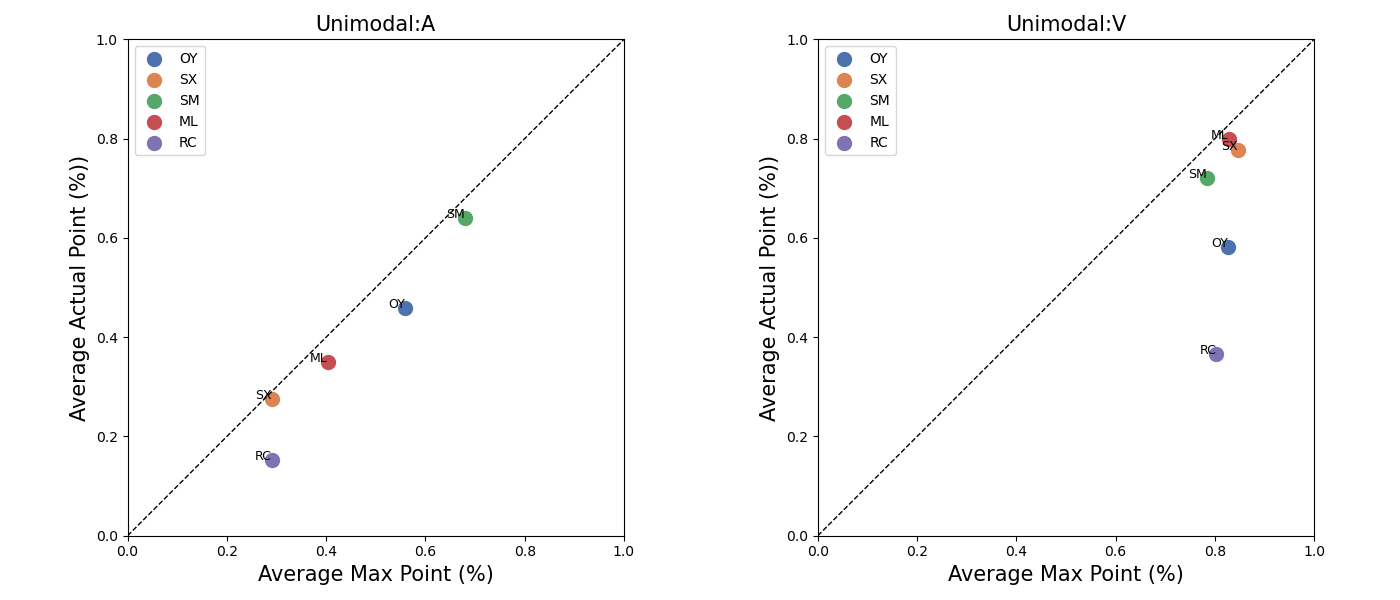 Unimodal:A
1.0
0.8
0.6
0.4
0.2
0.0
Average Actual Point (%))
OY
SX
SM
ML
RC
SM
OY
ML
SX
RC
0.0 0.2 0.4 0.6 0.8 1.0
Average Max Point (%)
Unimodal:V
1.0
0.8
0.6
0.4
0.2
0.0
Average Actual Point (%))
OY
SX
SM
ML
RC
ML
SX
SM
OY
RC
0.0 0.2 0.4 0.6 0.8 1.0
Average Max Point (%)